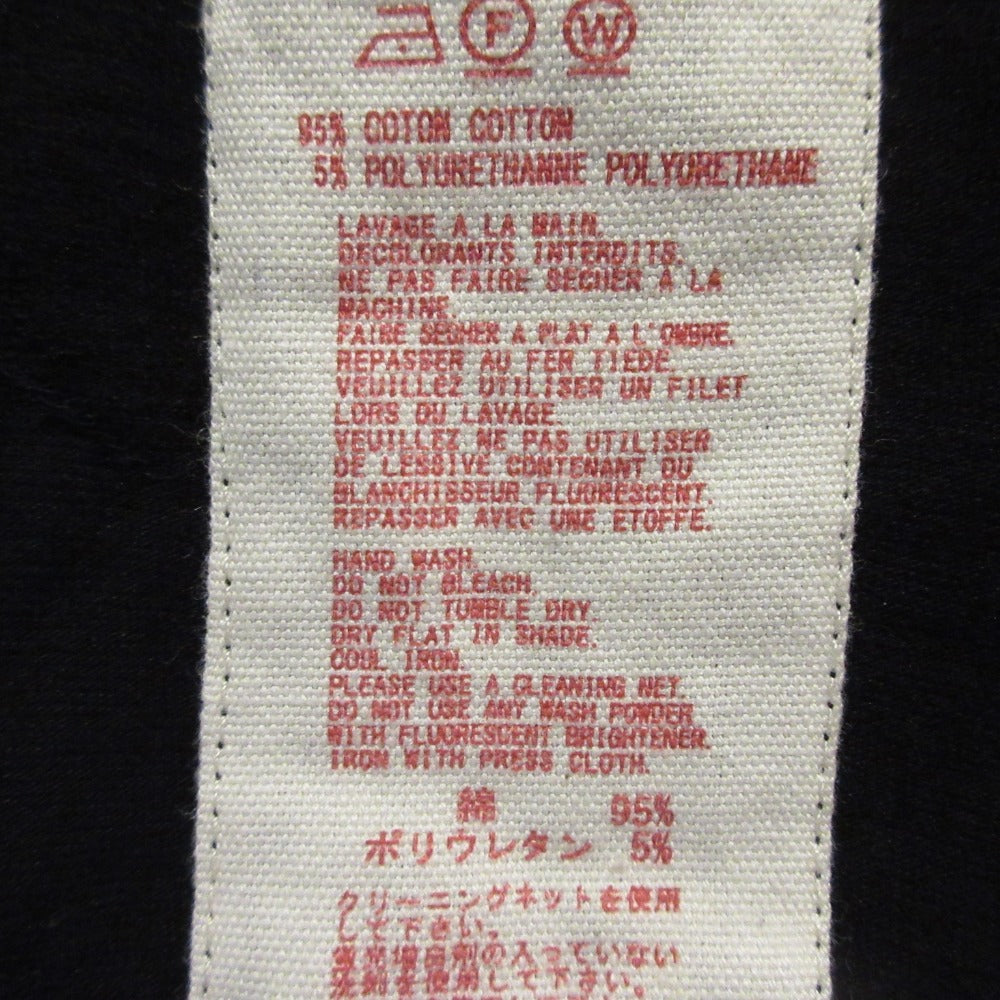 P W
95% COTON COTTON
5% POLYURETHANNE POLYURETHANE
LAVAGE A LA MAIN.
DECOLORANTS INTERDITS.
NE PAS FAIRE SECHER A LA
MACHINE.
FAIRE SECHER A PLAT A L'OMBRE.
REPASSER AU FER TIEDE.
VEUILLEZ UTILISER UN FILET
LORS DU LAVAGE.
VEUILLEZ NE PAS UTILISER
DE LESSIVE CONTENANT DU
BLANCHISSEUR FLUORESCENT.
REPASSER AVEC UNE ETOFFE.
HAND WASH.
DO NOT BLEACH
DO NOT TUMBLE DRY
DRY FLAT IN SHADE.
COOL IRON.
PLEASE USE A CLEANING NET.
DO NOT USE ANY WASH POWDER
WITH FLUORESCENT BRIGHTENER.
IRON WITH PRESS CLOTH.
綿 95%
ポリウレタン 5%
クリーニングネットを使用
して下さい。
蛍光増白剤の入っていない
洗剤を使用して下さい。